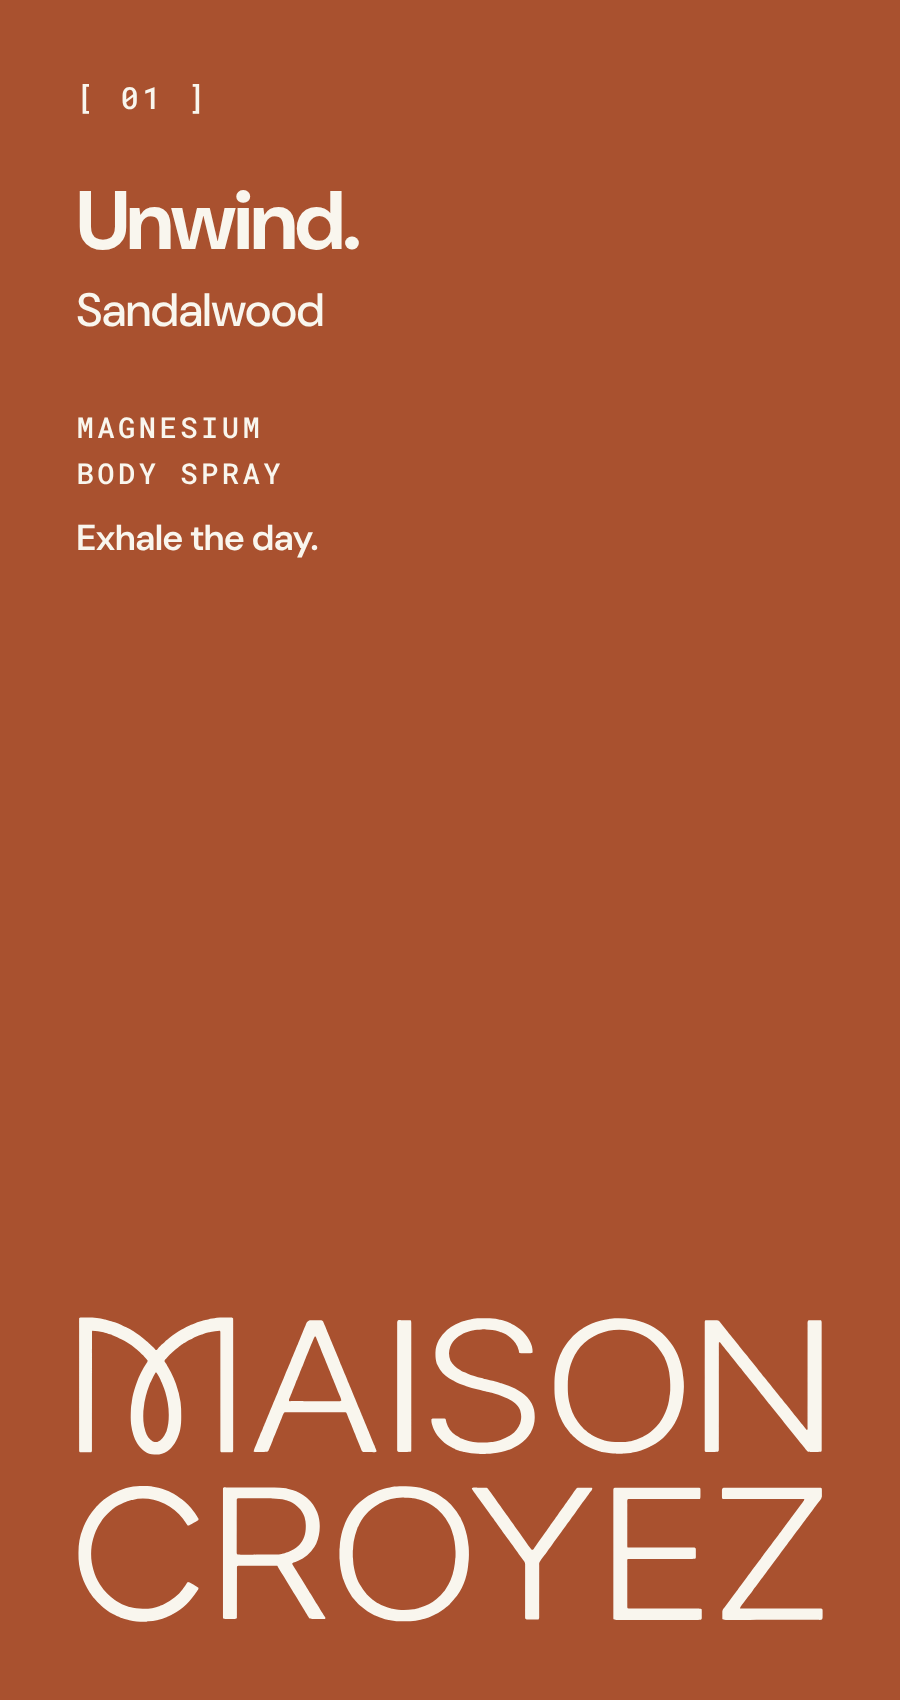 [ 01 ]
Unwind.
Sandalwood
MAGNESIUM
BODY SPRAY
Exhale the day.
MAISON
CROYEZ